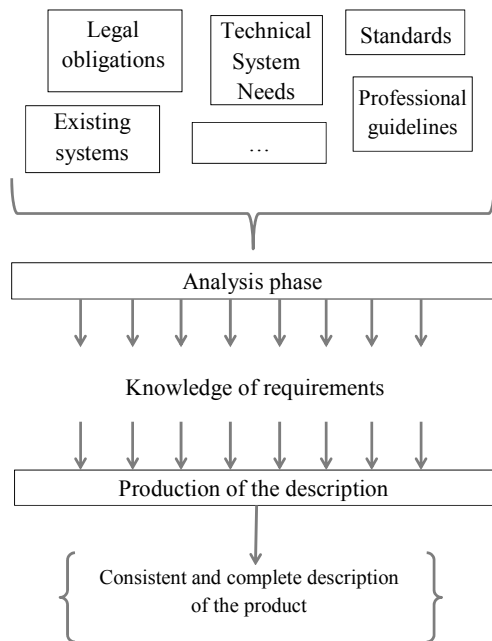 Legal
obligations
Technical
System
Needs
Standards
Existing
systems
…
Professional
guidelines
Analysis phase
Knowledge of requirements
Production of the description
Consistent and complete description
of the product